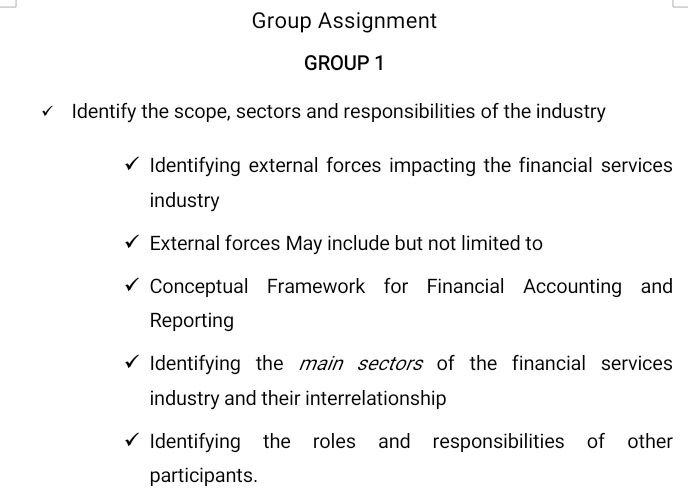 Group Assignment
GROUP 1
✓ Identify the scope, sectors and responsibilities of the industry
✓ Identifying external forces impacting the financial services
industry
✓ External forces May include but not limited to
✓ Conceptual Framework for Financial Accounting and
Reporting
✓ Identifying the main sectors of the financial services
industry and their interrelationship
✓ Identifying the roles and responsibilities of other
participants.